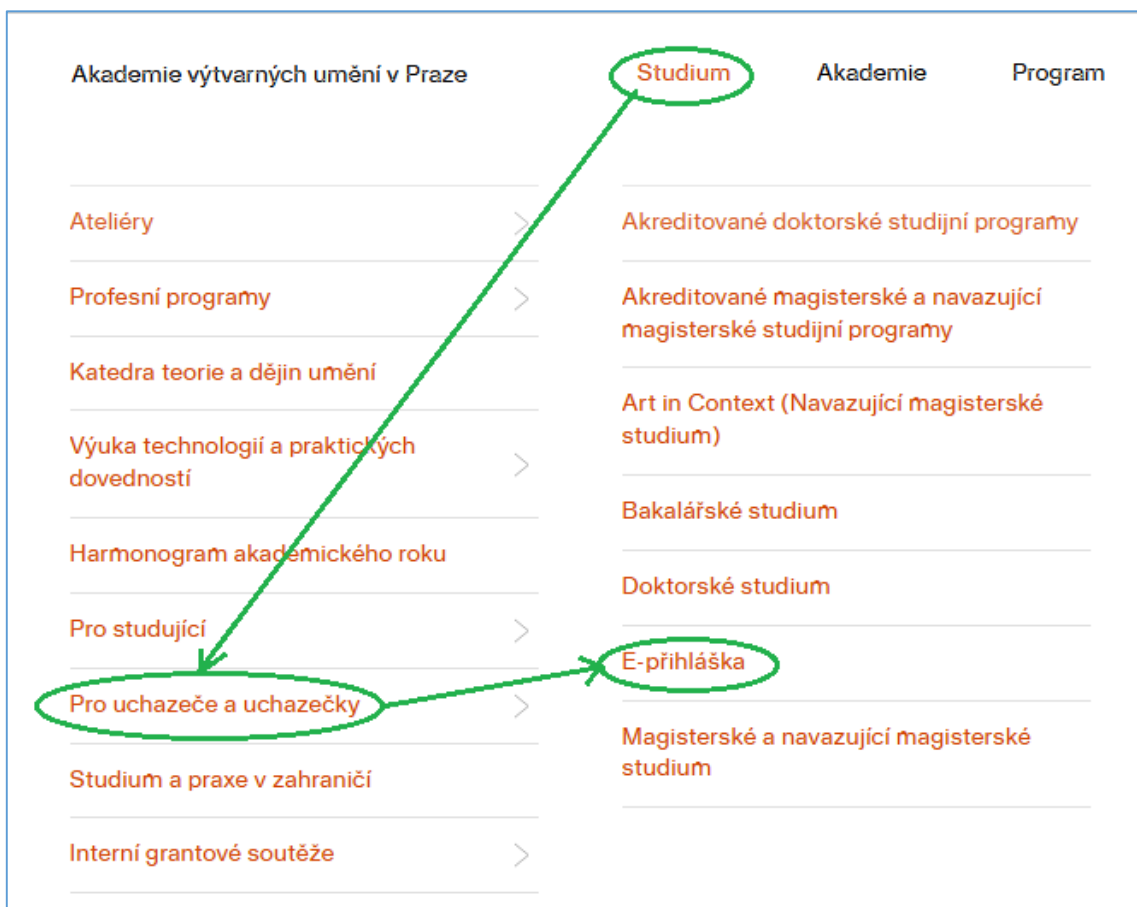 Akademie výtvarných umění v Praze
Studium
Akademie
Program
Ateliéry
Profesní programy
Katedra teorie a dějin umění
Výuka technologií a praktických
dovedností
Harmonogram akademického roku
Pro studující
Pro uchazeče a uchazečky
Studium a praxe v zahraničí
Interní grantové soutěže
Akreditované doktorské studijní programy
Akreditované magisterské a navazující
magisterské studijní programy
Art in Context (Navazující magisterské
studium)
Bakalářské studium
Doktorské studium
E-přihláška
Magisterské a navazující magisterské
studium